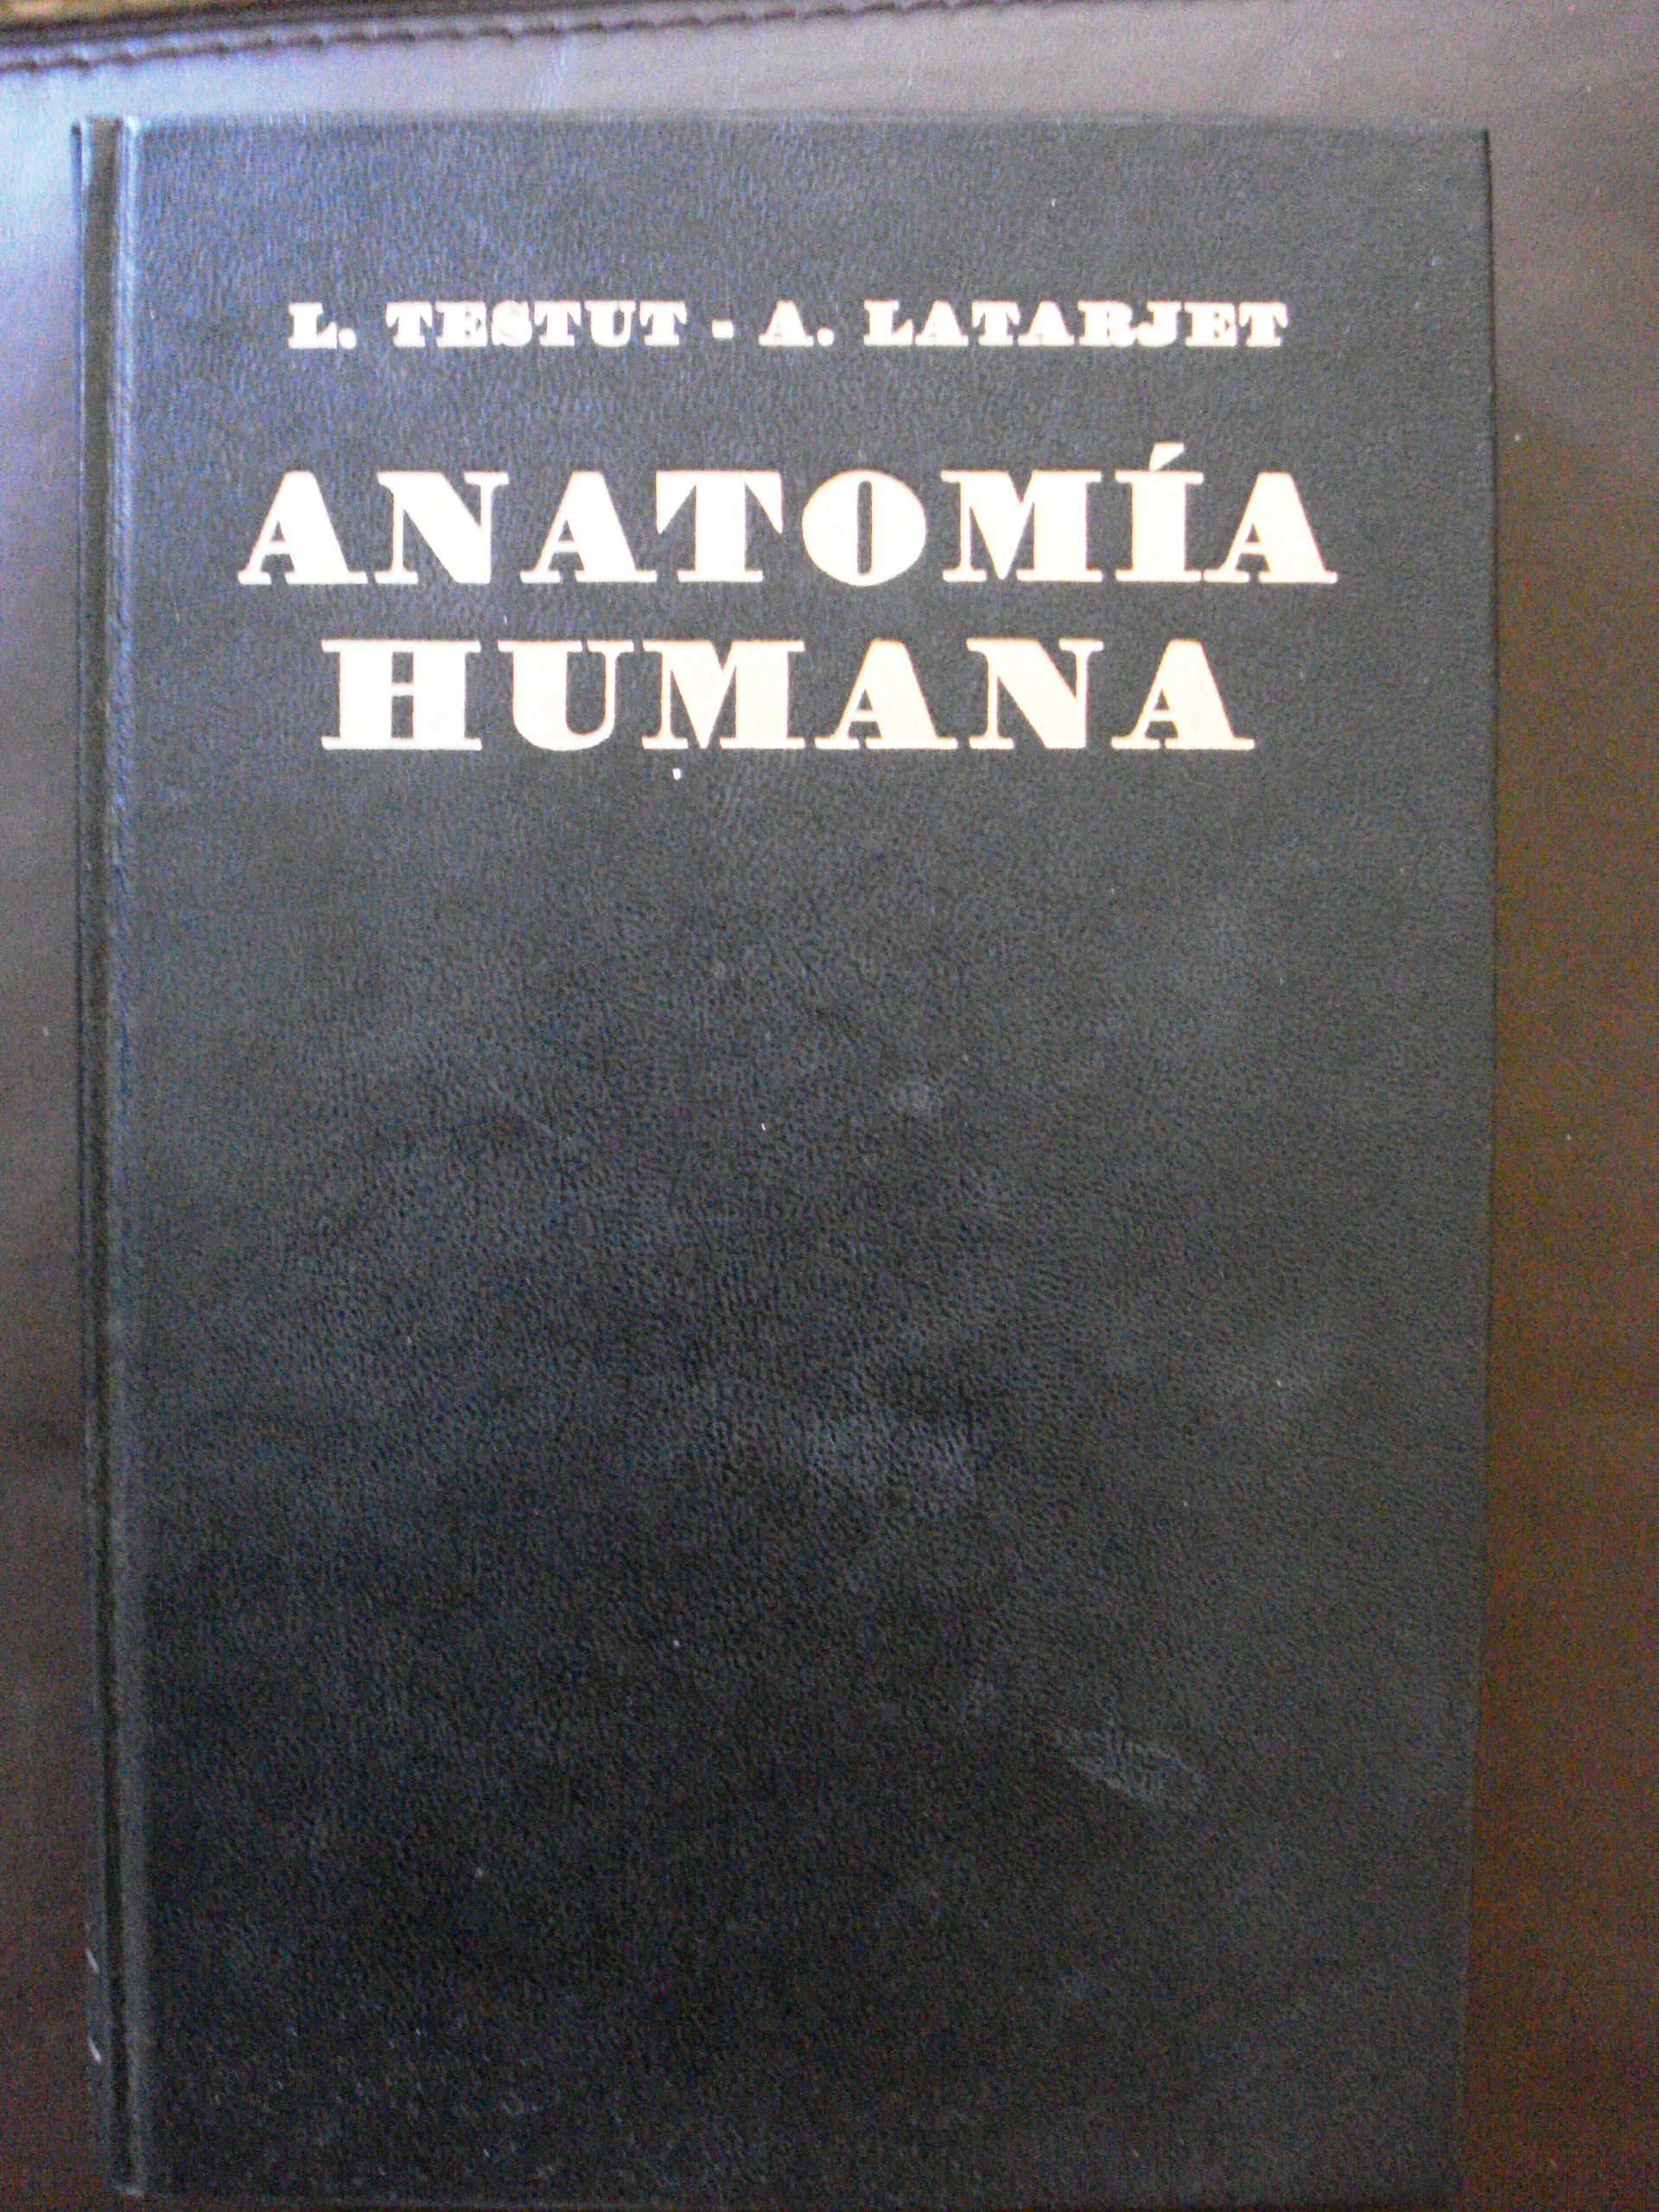 L. TESTUT - A. LATARJET
ANATOMÍA
HUMANA